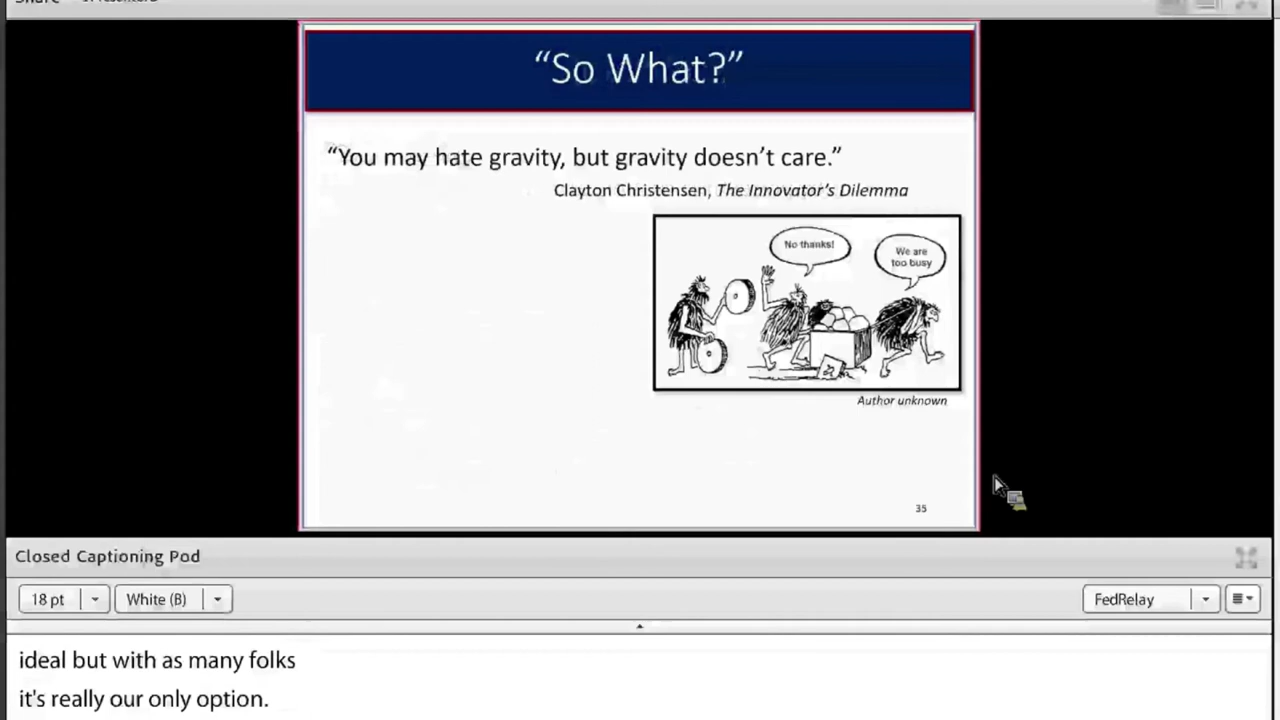 “So What?”
“You may hate gravity, but gravity doesn’t care.”
Clayton Christensen, The Innovator’s Dilemma
No thanks!
We are
too busy
Author unknown
35
Closed Captioning Pod
18 pt
White (B)
FedRelay
ideal but with as many folks
it's really our only option.